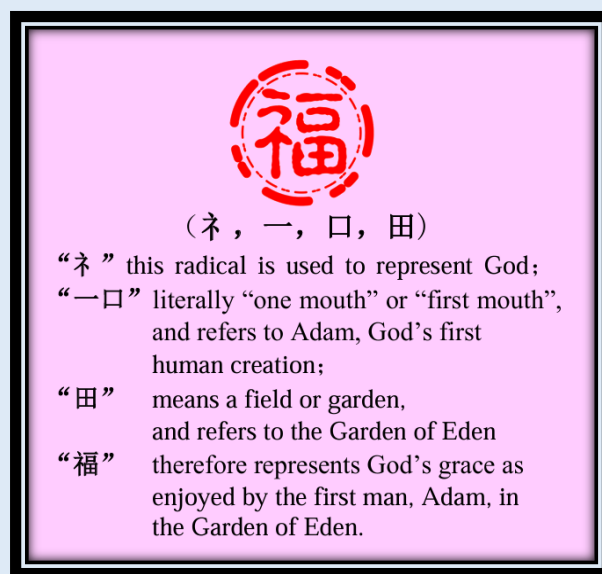 福
(礻，一，口，田)
“礻” this radical is used to represent God;
“一口” literally “one mouth” or “first mouth”,
and refers to Adam, God’s first
human creation;
“田” means a field or garden,
and refers to the Garden of Eden
“福” therefore represents God’s grace as
enjoyed by the first man, Adam, in
the Garden of Eden.